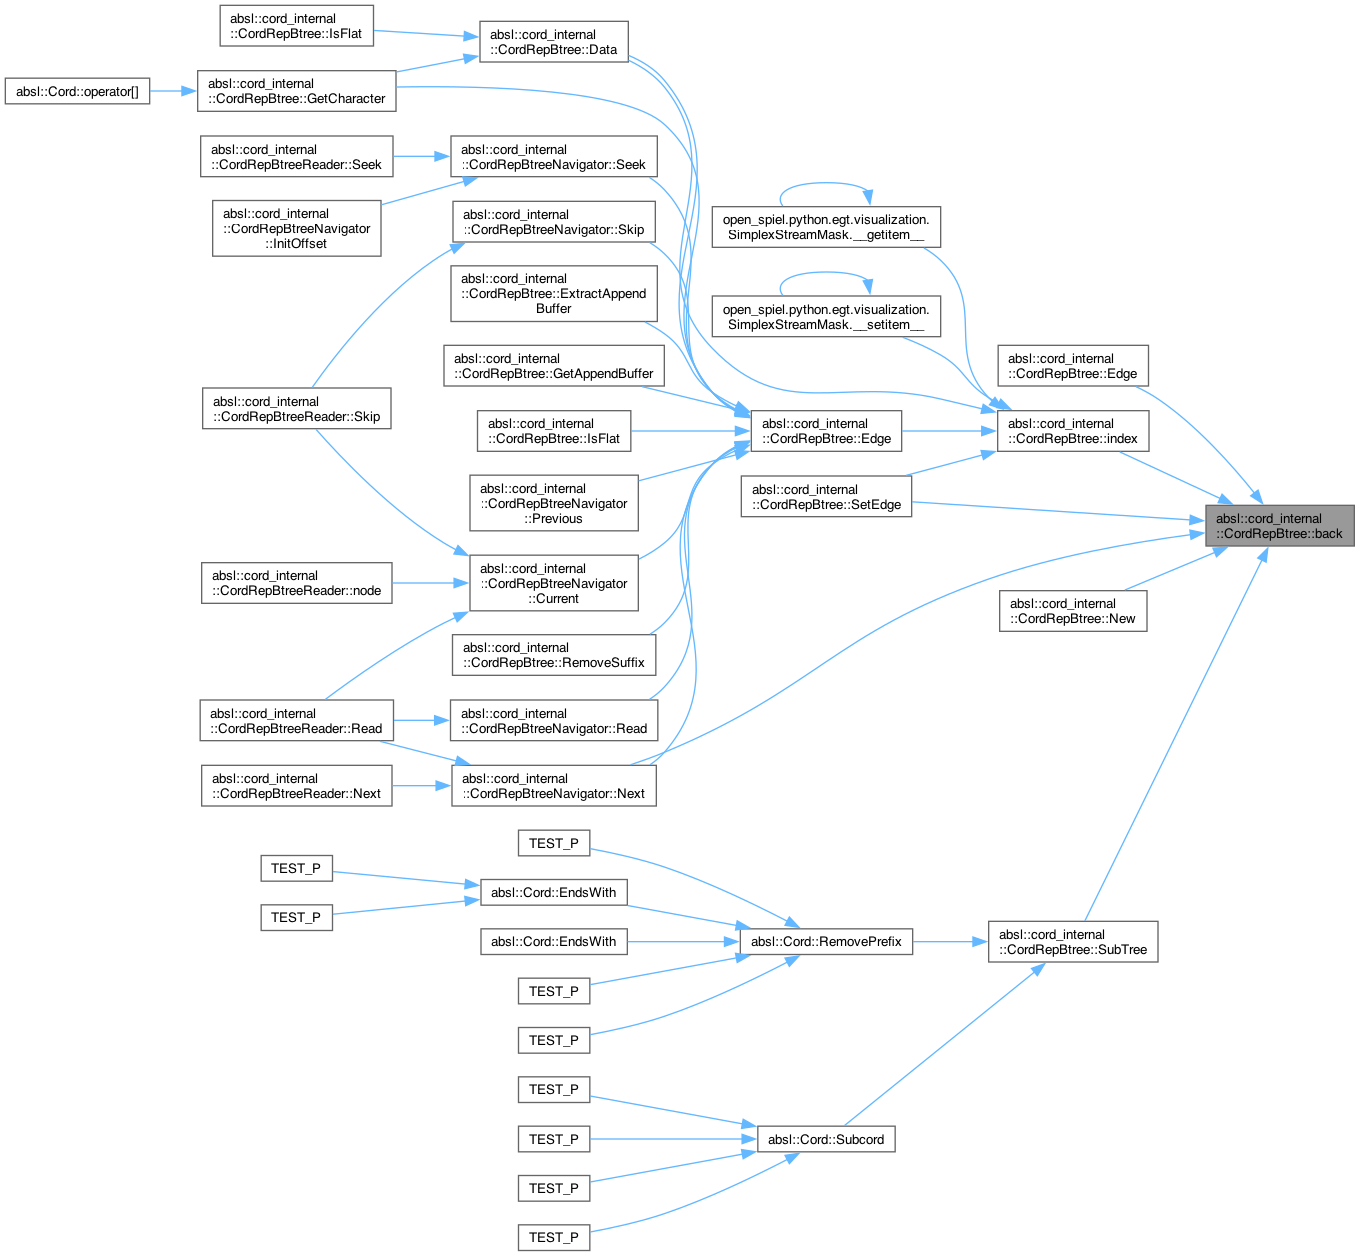 absl::cord_internal
::CordRepBtree::IsFlat
absl::cord_internal
::CordRepBtree::Data
absl::Cord::operator[]
absl::cord_internal
::CordRepBtree::GetCharacter
absl::cord_internal
::CordRepBtreeReader::Seek
absl::cord_internal
::CordRepBtreeNavigator::Seek
absl::cord_internal
::CordRepBtreeNavigator
::InitOffset
absl::cord_internal
::CordRepBtreeNavigator::Skip
open_spiel.python.egt.visualization.
SimplexStreamMask.__getitem__
absl::cord_internal
::CordRepBtree::ExtractAppend
Buffer
open_spiel.python.egt.visualization.
SimplexStreamMask.__setitem__
absl::cord_internal
::CordRepBtree::GetAppendBuffer
absl::cord_internal
::CordRepBtree::Edge
absl::cord_internal
::CordRepBtreeReader::Skip
absl::cord_internal
::CordRepBtree::IsFlat
absl::cord_internal
::CordRepBtree::Edge
absl::cord_internal
::CordRepBtree::index
absl::cord_internal
::CordRepBtreeNavigator
::Previous
absl::cord_internal
::CordRepBtree::SetEdge
absl::cord_internal
::CordRepBtree::back
absl::cord_internal
::CordRepBtreeReader::node
absl::cord_internal
::CordRepBtreeNavigator
::Current
absl::cord_internal
::CordRepBtree::New
absl::cord_internal
::CordRepBtree::RemoveSuffix
absl::cord_internal
::CordRepBtreeReader::Read
absl::cord_internal
::CordRepBtreeNavigator::Read
absl::cord_internal
::CordRepBtreeReader::Next
absl::cord_internal
::CordRepBtreeNavigator::Next
TEST_P
TEST_P
absl::Cord::EndsWith
TEST_P
absl::Cord::EndsWith
absl::Cord::RemovePrefix
absl::cord_internal
::CordRepBtree::SubTree
TEST_P
TEST_P
TEST_P
TEST_P
absl::Cord::Subcord
TEST_P
TEST_P